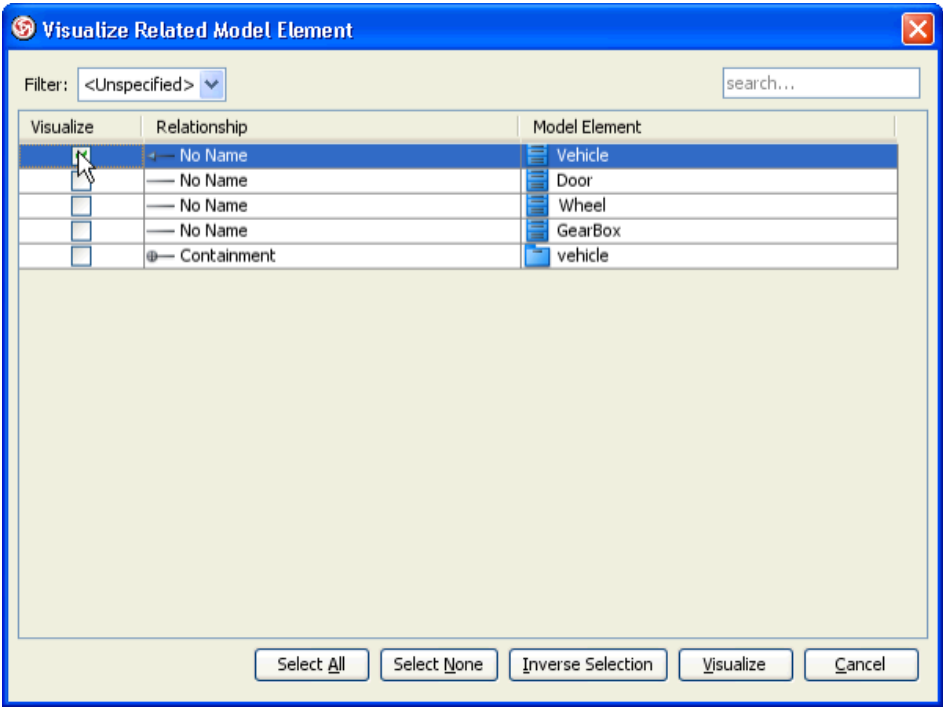 Visualize Related Model Element
Filter: <Unspecified> search...
Visualize Relationship Model Element
No Name Vehicle
No Name Door
No Name Wheel
No Name GearBox
Containment vehicle
Select All Select None Inverse Selection Visualize Cancel